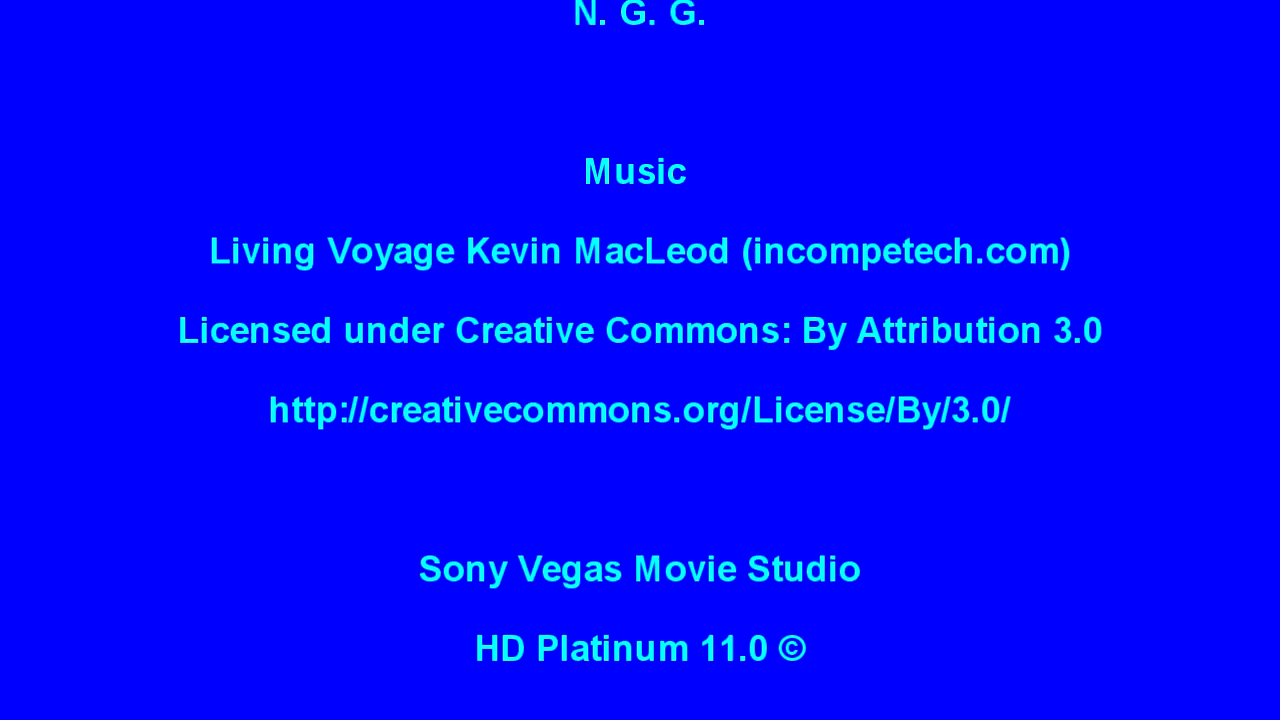 N. G. G.
Music
Living Voyage Kevin MacLeod (incompetech.com)
Licensed under Creative Commons: By Attribution 3.0
http://creativecommons.org/License/By/3.0/
Sony Vegas Movie Studio
HD Platinum 11.0 ©